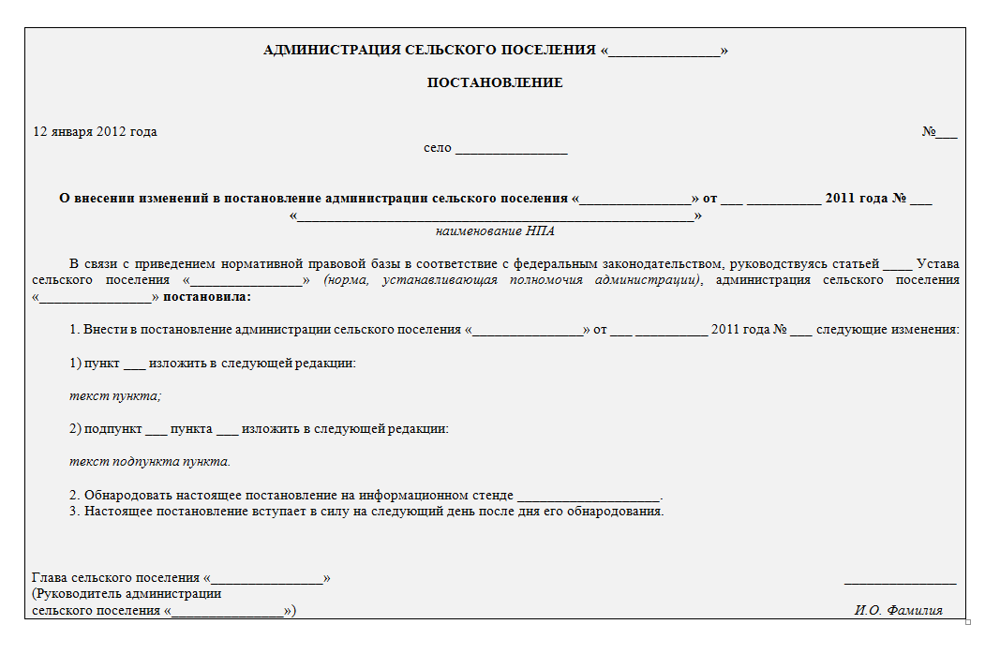 АДМИНИСТРАЦИЯ СЕЛЬСКОГО ПОСЕЛЕНИЯ «_______________»
ПОСТАНОВЛЕНИЕ
12 января 2012 года №___
село _______________
О внесении изменений в постановление администрации сельского поселения «_______________» от ___ __________ 2011 года № ___
«_____________________________________________________»
наименование НПА
В связи с приведением нормативной правовой базы в соответствие с федеральным законодательством, руководствуясь статьей ____ Устава
сельского поселения «_______________» (норма, устанавливающая полномочия администрации), администрация сельского поселения
«_______________» постановила:
1. Внести в постановление администрации сельского поселения «_______________» от ___ __________ 2011 года № ___ следующие изменения:
1) пункт ___ изложить в следующей редакции:
текст пункта;
2) подпункт ___ пункта ___ изложить в следующей редакции:
текст подпункта пункта.
2. Обнародовать настоящее постановление на информационном стенде ___________________.
3. Настоящее постановление вступает в силу на следующий день после дня его обнародования.
Глава сельского поселения «_______________» _______________
(Руководитель администрации
сельского поселения «_______________») И.О. Фамилия